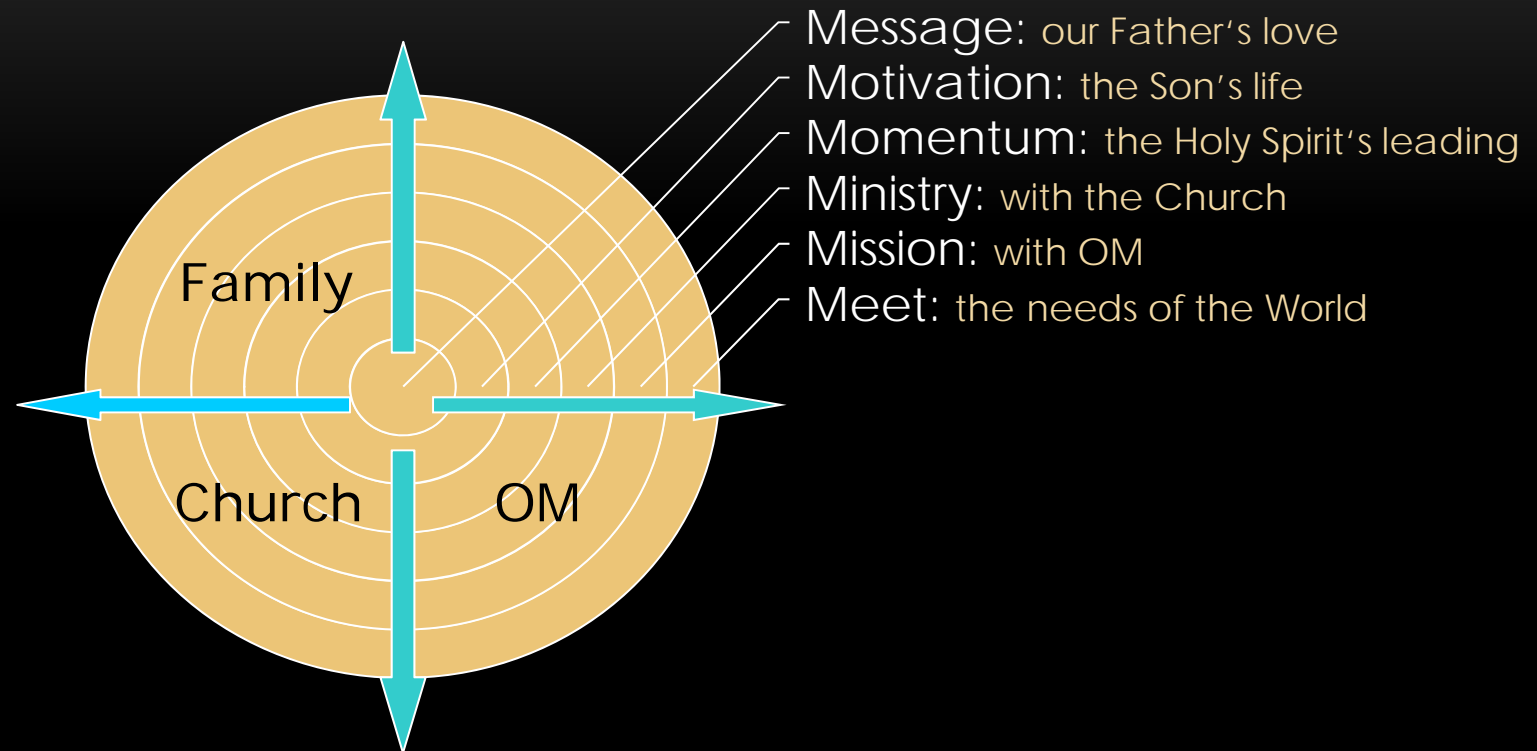 Message: our Father‘s love
Motivation: the Son’s life
Momentum: the Holy Spirit‘s leading
Ministry: with the Church
Mission: with OM
Meet: the needs of the World
Family
Church
OM